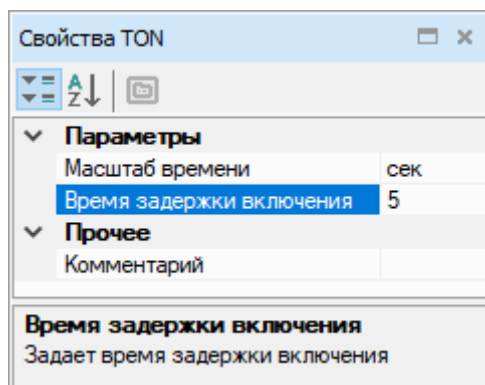 Свойства TON
Параметры
Масштаб времени сек
Время задержки включения 5
Прочее
Комментарий
Время задержки включения
Задает время задержки включения